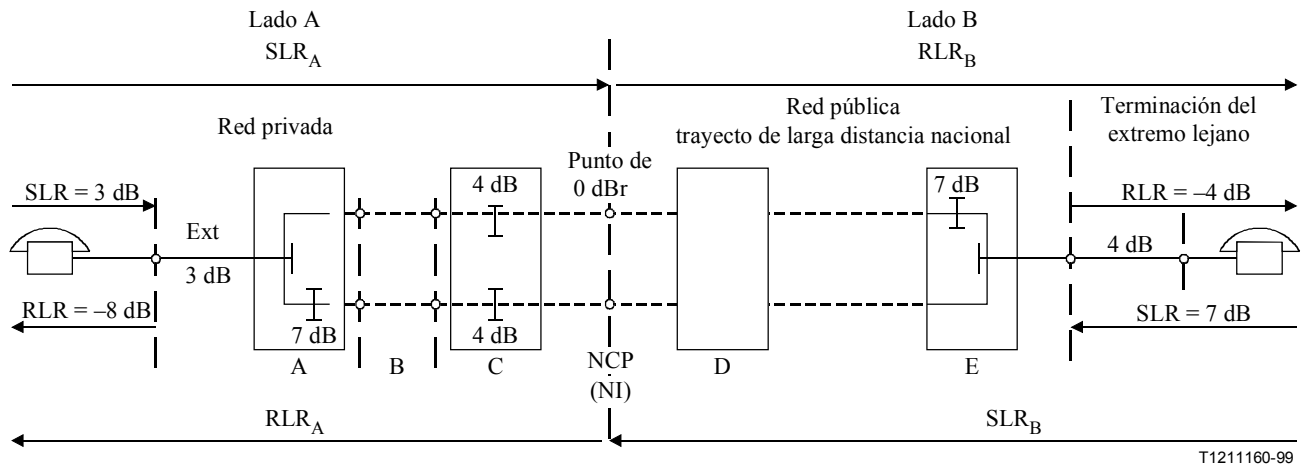 Lado A
SLR_A
Lado B
RLR_B
Red privada
Red pública
trayecto de larga distancia nacional
Terminación del
extremo lejano
Punto de
0 dBr
SLR = 3 dB
4 dB
7 dB
RLR = –4 dB
Ext
3 dB
4 dB
RLR = –8 dB
7 dB
4 dB
SLR = 7 dB
A
B
C
NCP
(NI)
D
E
RLR_A
SLR_B
T1211160-99